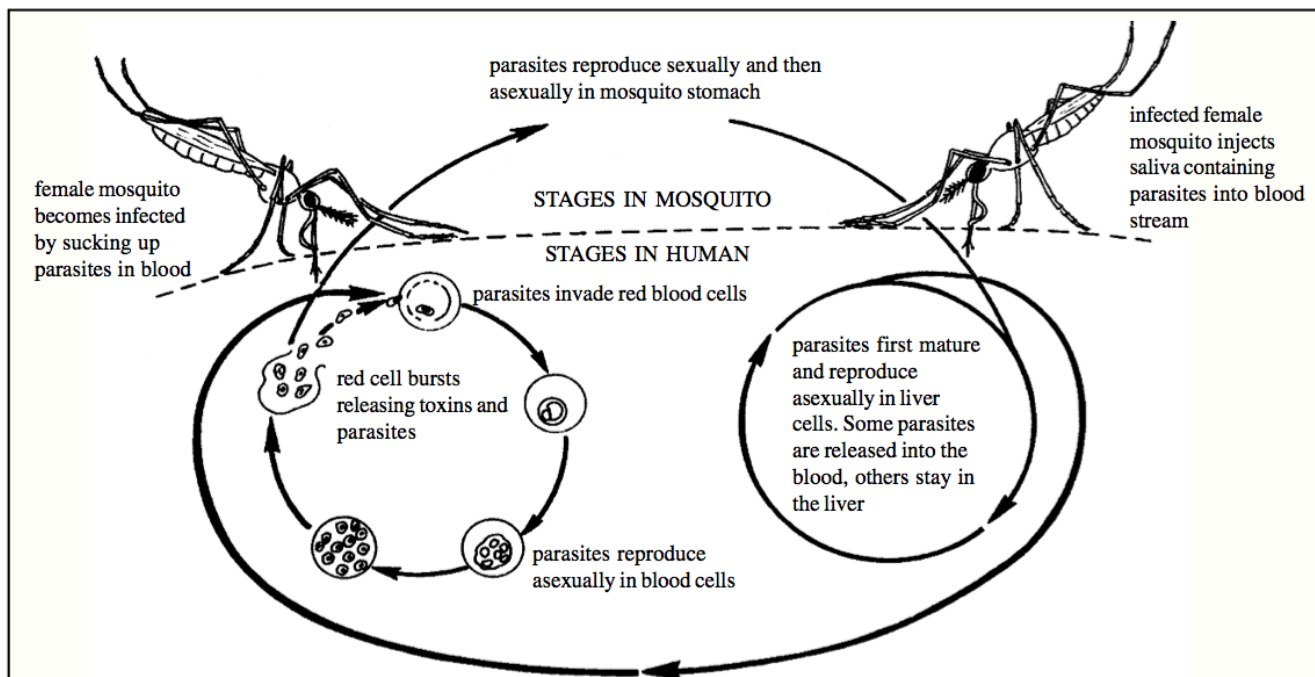 parasites reproduce sexually and then
asexually in mosquito stomach
infected female
mosquito injects
saliva containing
parasites into blood
stream
female mosquito
becomes infected
by sucking up
parasites in blood
STAGES IN MOSQUITO
STAGES IN HUMAN
parasites invade red blood cells
red cell bursts
releasing toxins and
parasites
parasites reproduce
asexually in blood cells
parasites first mature
and reproduce
asexually in liver
cells. Some parasites
are released into the
blood, others stay in
the liver